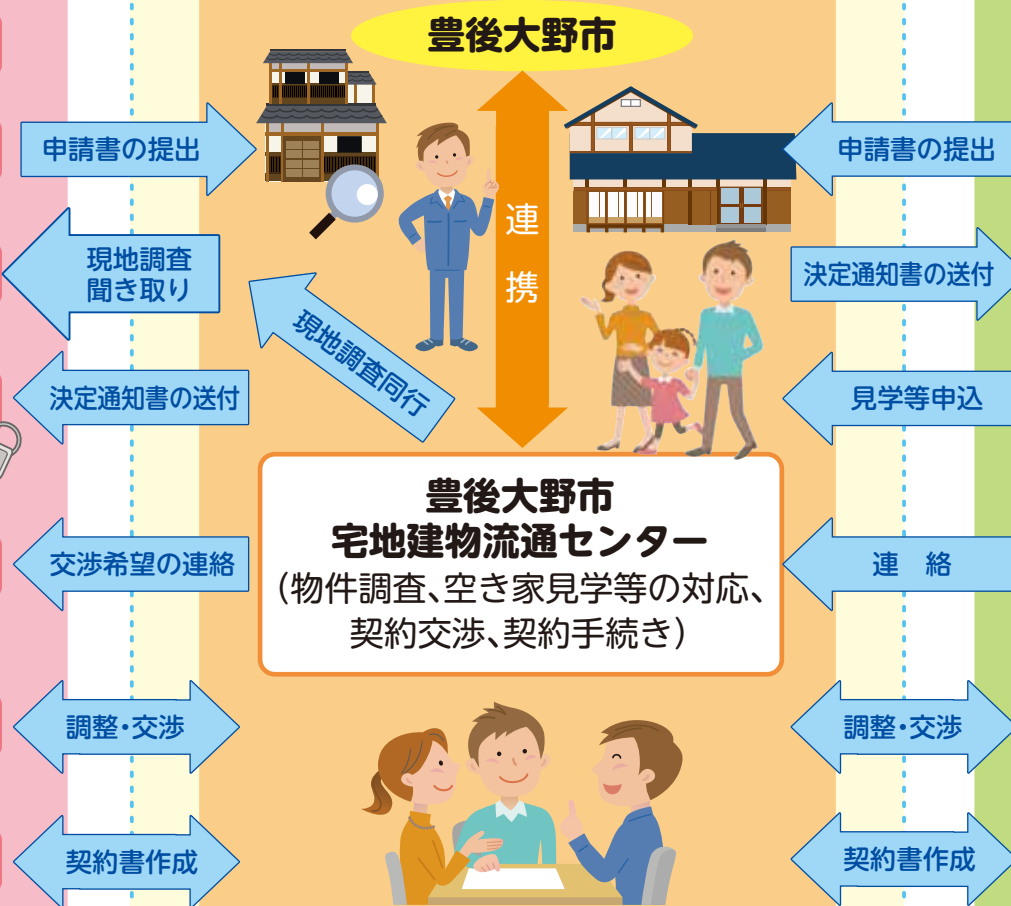 豊後大野市
申請書の提出
連携
申請書の提出
現地調査
聞き取り
現地調査同行
決定通知書の送付
決定通知書の送付
見学等申込
豊後大野市
宅地建物流通センター
(物件調査、空き家見学等の対応、
契約交渉、契約手続き)
交渉希望の連絡
連　絡
調整・交渉
調整・交渉
契約書作成
契約書作成